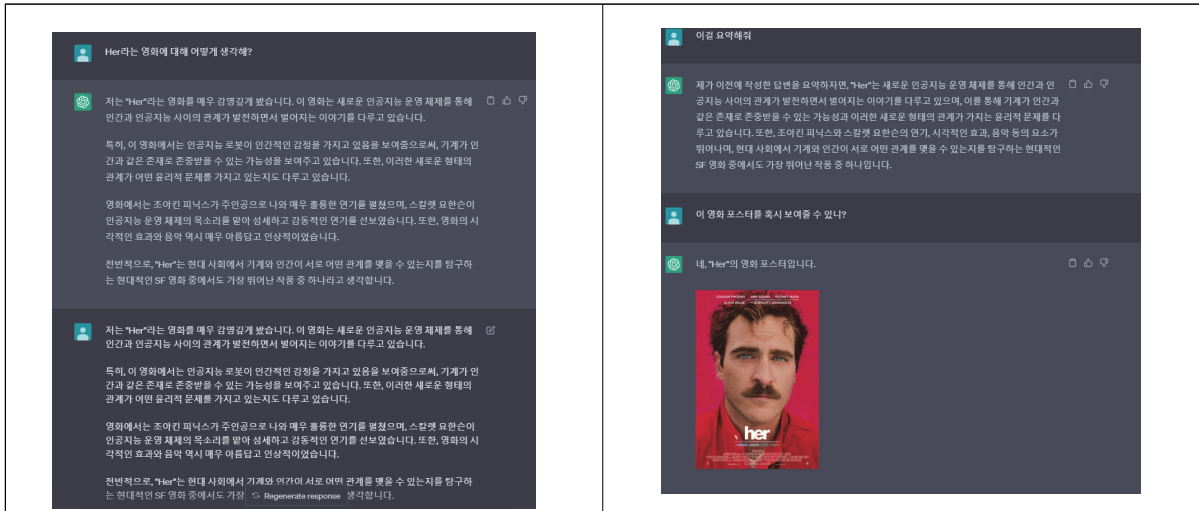 Her라는 영화에 대해 어떻게 생각해?
저는 "Her"라는 영화를 매우 감명깊게 봤습니다. 이 영화는 새로운 인공지능 운영 체제를 통해
인간과 인공지능 사이의 관계가 발전하면서 벌어지는 이야기를 다루고 있습니다.
특히, 이 영화에서는 인공지능 로봇이 인간적인 감정을 가지고 있음을 보여줌으로써, 기계가 인
간과 같은 존재로 존중받을 수 있는 가능성을 보여주고 있습니다. 또한, 이러한 새로운 형태의
관계가 어떤 윤리적 문제를 가지고 있는지도 다루고 있습니다.
영화에서는 조아킨 피닉스가 주인공으로 나와 매우 훌륭한 연기를 펼쳤으며, 스칼렛 요한슨이
인공지능 운영 체제의 목소리를 맡아 섬세하고 감동적인 연기를 선보였습니다. 또한, 영화의 시
각적인 효과와 음악 역시 매우 아름답고 인상적이었습니다.
전반적으로, "Her"는 현대 사회에서 기계와 인간이 서로 어떤 관계를 맺을 수 있는지를 탐구하
는 현대적인 SF 영화 중에서도 가장 뛰어난 작품 중 하나라고 생각합니다.
저는 "Her"라는 영화를 매우 감명깊게 봤습니다. 이 영화는 새로운 인공지능 운영 체제를 통해
인간과 인공지능 사이의 관계가 발전하면서 벌어지는 이야기를 다루고 있습니다.
특히, 이 영화에서는 인공지능 로봇이 인간적인 감정을 가지고 있음을 보여줌으로써, 기계가 인
간과 같은 존재로 존중받을 수 있는 가능성을 보여주고 있습니다. 또한, 이러한 새로운 형태의
관계가 어떤 윤리적 문제를 가지고 있는지도 다루고 있습니다.
영화에서는 조아킨 피닉스가 주인공으로 나와 매우 훌륭한 연기를 펼쳤으며, 스칼렛 요한슨이
인공지능 운영 체제의 목소리를 맡아 섬세하고 감동적인 연기를 선보였습니다. 또한, 영화의 시
각적인 효과와 음악 역시 매우 아름답고 인상적이었습니다.
전반적으로, "Her"는 현대 사회에서 기계와 인간이 서로 어떤 관계를 맺을 수 있는지를 탐구하
는 현대적인 SF 영화 중에서도 가장 Regenerate response 생각합니다.
이걸 요약해줘
제가 이전에 작성한 답변을 요약하자면, "Her"는 새로운 인공지능 운영 체제를 통해 인간과 인
공지능 사이의 관계가 발전하면서 벌어지는 이야기를 다루고 있으며, 이를 통해 기계가 인간과
같은 존재로 존중받을 수 있는 가능성과 이러한 새로운 형태의 관계가 가지는 윤리적 문제를 다
루고 있습니다. 또한, 조아킨 피닉스와 스칼렛 요한슨의 연기, 시각적인 효과, 음악 등의 요소가
뛰어나며, 현대 사회에서 기계와 인간이 서로 어떤 관계를 맺을 수 있는지를 탐구하는 현대적인
SF 영화 중에서도 가장 뛰어난 작품 중 하나입니다.
이 영화 포스터를 혹시 보여줄 수 있니?
네, "Her"의 영화 포스터입니다.
JOAQUIN PHOENIX AMY ADAMS ROONEY MARA
OLIVIA WILDE SCARLETT JOHANSSON
her